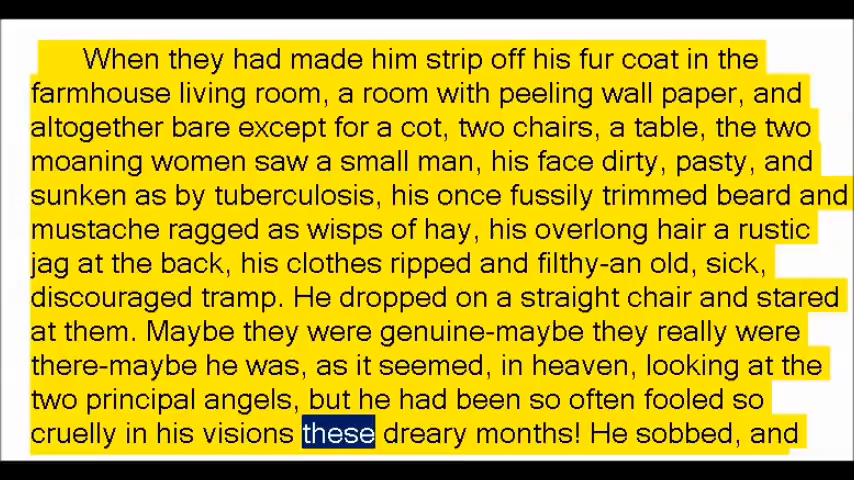 When they had made him strip off his fur coat in the
farmhouse living room, a room with peeling wall paper, and
altogether bare except for a cot, two chairs, a table, the two
moaning women saw a small man, his face dirty, pasty, and
sunken as by tuberculosis, his once fussily trimmed beard and
mustache ragged as wisps of hay, his overlong hair a rustic
jag at the back, his clothes ripped and filthy-an old, sick,
discouraged tramp. He dropped on a straight chair and stared
at them. Maybe they were genuine-maybe they really were
there-maybe he was, as it seemed, in heaven, looking at the
two principal angels, but he had been so often fooled so
cruelly in his visions these dreary months! He sobbed, and